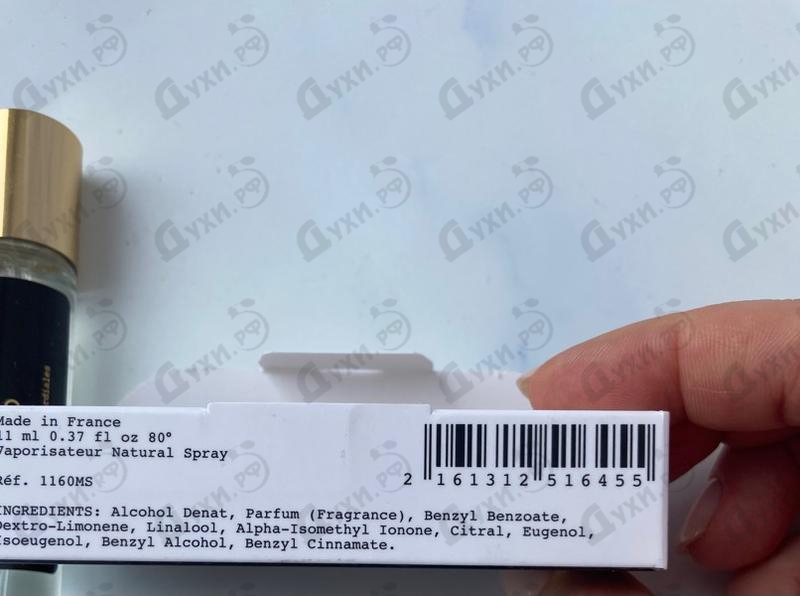 Made in France
11 ml 0.37 fl oz 80°
Vaporisateur Natural Spray
Réf. 1160MS
INGREDIENTS: Alcohol Denat, Parfum (Fragrance), Benzyl Benzoate,
Dextro-Limonene, Linalool, Alpha-Isomethyl Ionone, Citral, Eugenol,
Isoeugenol, Benzyl Alcohol, Benzyl Cinnamate.
2 161312 516455
Духи.рф